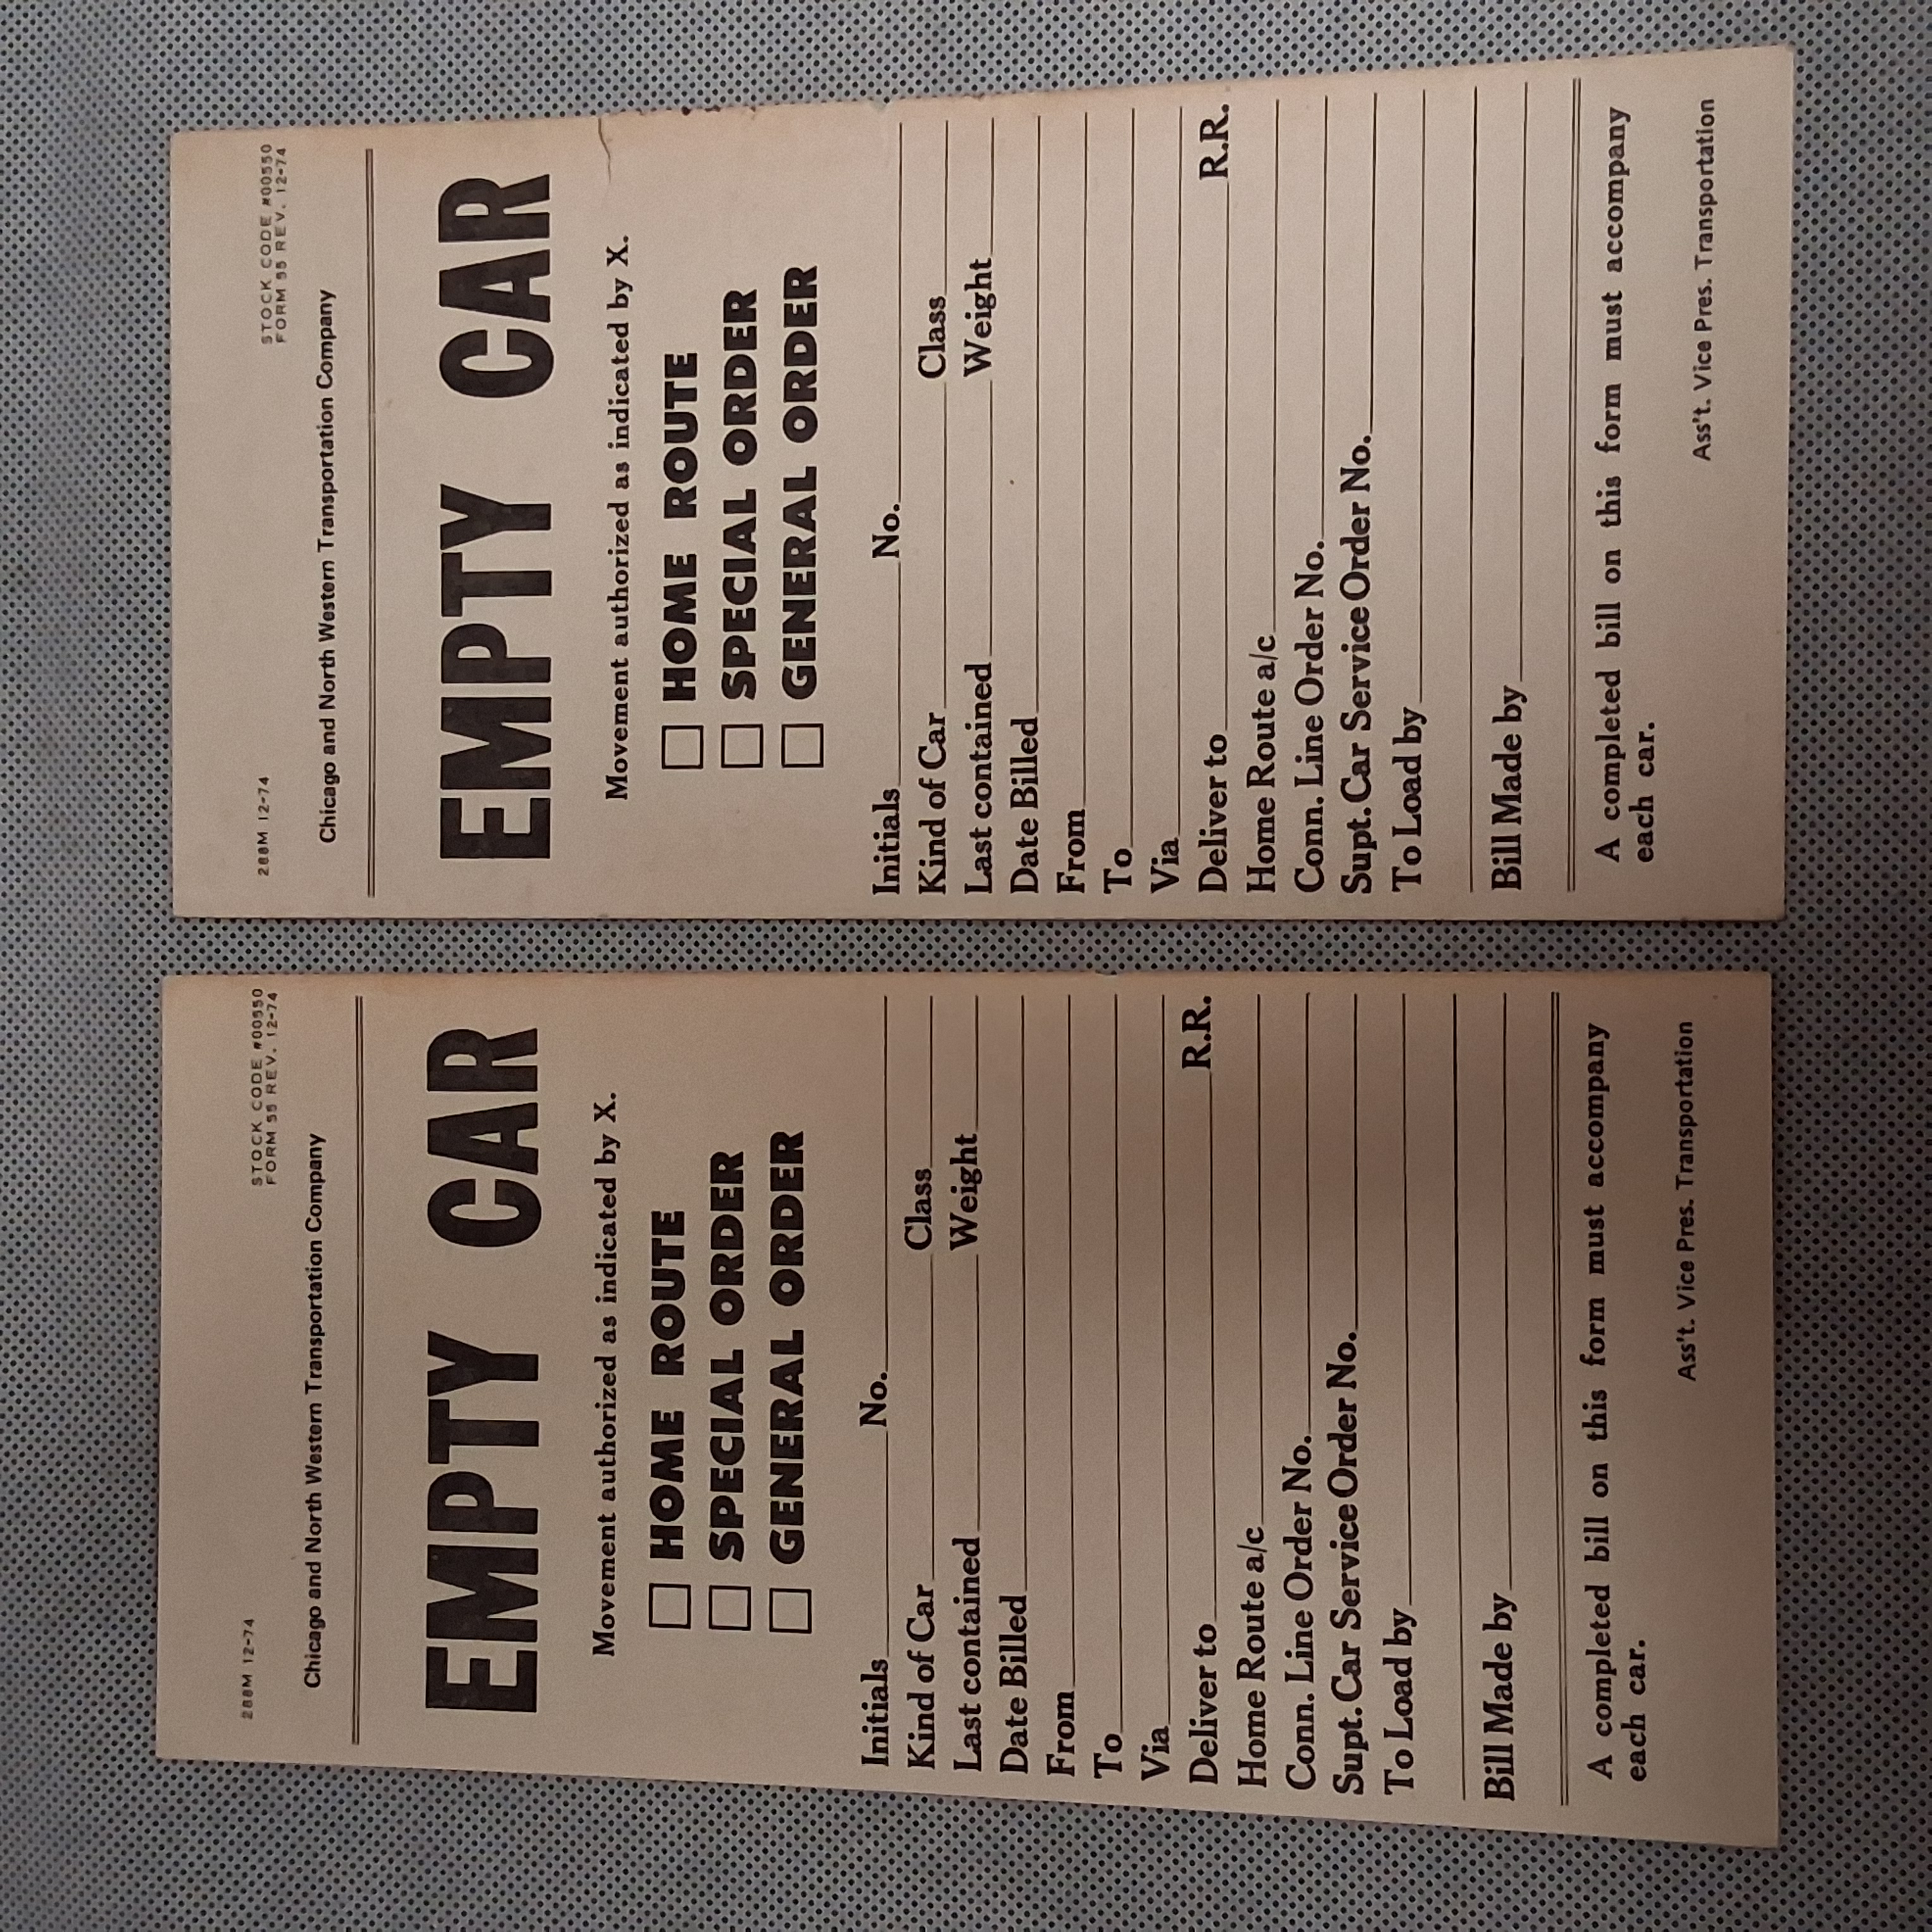 288M 12-74
STOCK CODE #00550
FORM 55 REV. 12-74
Chicago and North Western Transportation Company
EMPTY CAR
Movement authorized as indicated by X.
HOME ROUTE
SPECIAL ORDER
GENERAL ORDER
Initials No.
Kind of Car Class
Last contained Weight
Date Billed
From
To
Via
Deliver to R.R.
Home Route a/c
Conn. Line Order No.
Supt. Car Service Order No.
To Load by
Bill Made by
A completed bill on this form must accompany
each car.
Ass't. Vice Pres. Transportation
288M 12-74
STOCK CODE #00550
FORM 55 REV. 12-74
Chicago and North Western Transportation Company
EMPTY CAR
Movement authorized as indicated by X.
HOME ROUTE
SPECIAL ORDER
GENERAL ORDER
Initials No.
Kind of Car Class
Last contained Weight
Date Billed
From
To
Via
Deliver to R.R.
Home Route a/c
Conn. Line Order No.
Supt. Car Service Order No.
To Load by
Bill Made by
A completed bill on this form must accompany
each car.
Ass't. Vice Pres. Transportation